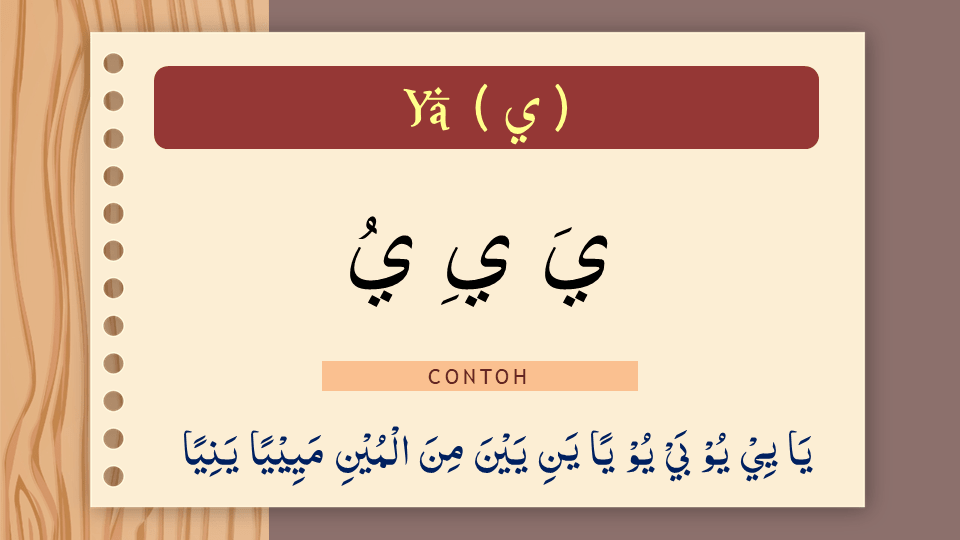 Yā ( ي )
يَ يِ يُ
CONTOH
يَا يِيْ يُوْ بَيْ يُوْ يًا يَنِ يَيْنَ مِنَ الْمُيْنِ مَيِيْيًا يَنِيًا